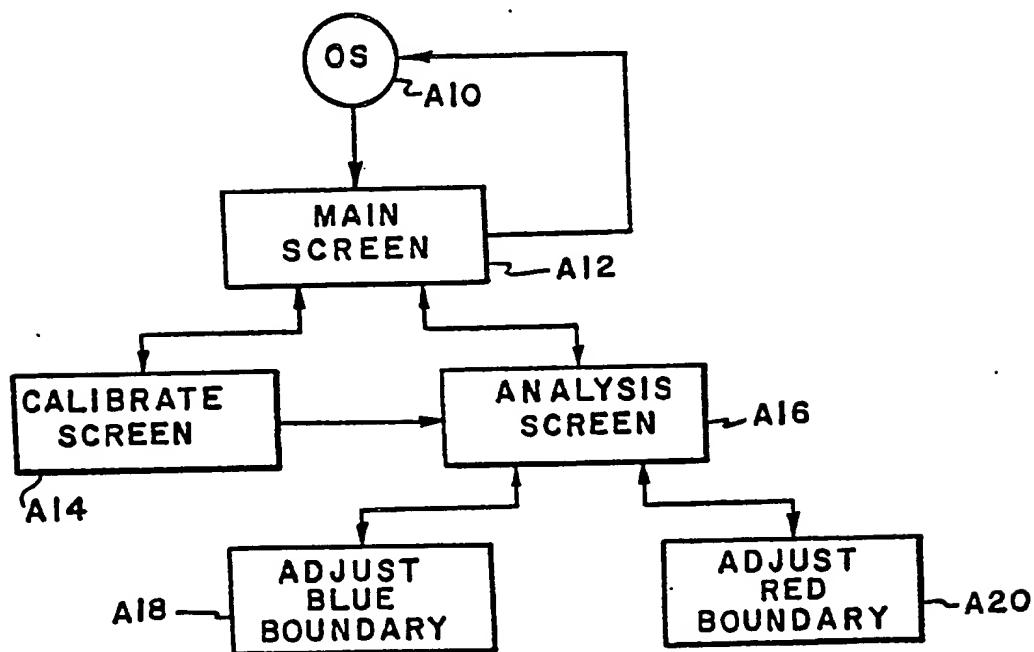 OS
A10
MAIN
SCREEN
A12
CALIBRATE
SCREEN
A14
ANALYSIS
SCREEN
A16
ADJUST
BLUE
BOUNDARY
A18
ADJUST
RED
BOUNDARY
A20